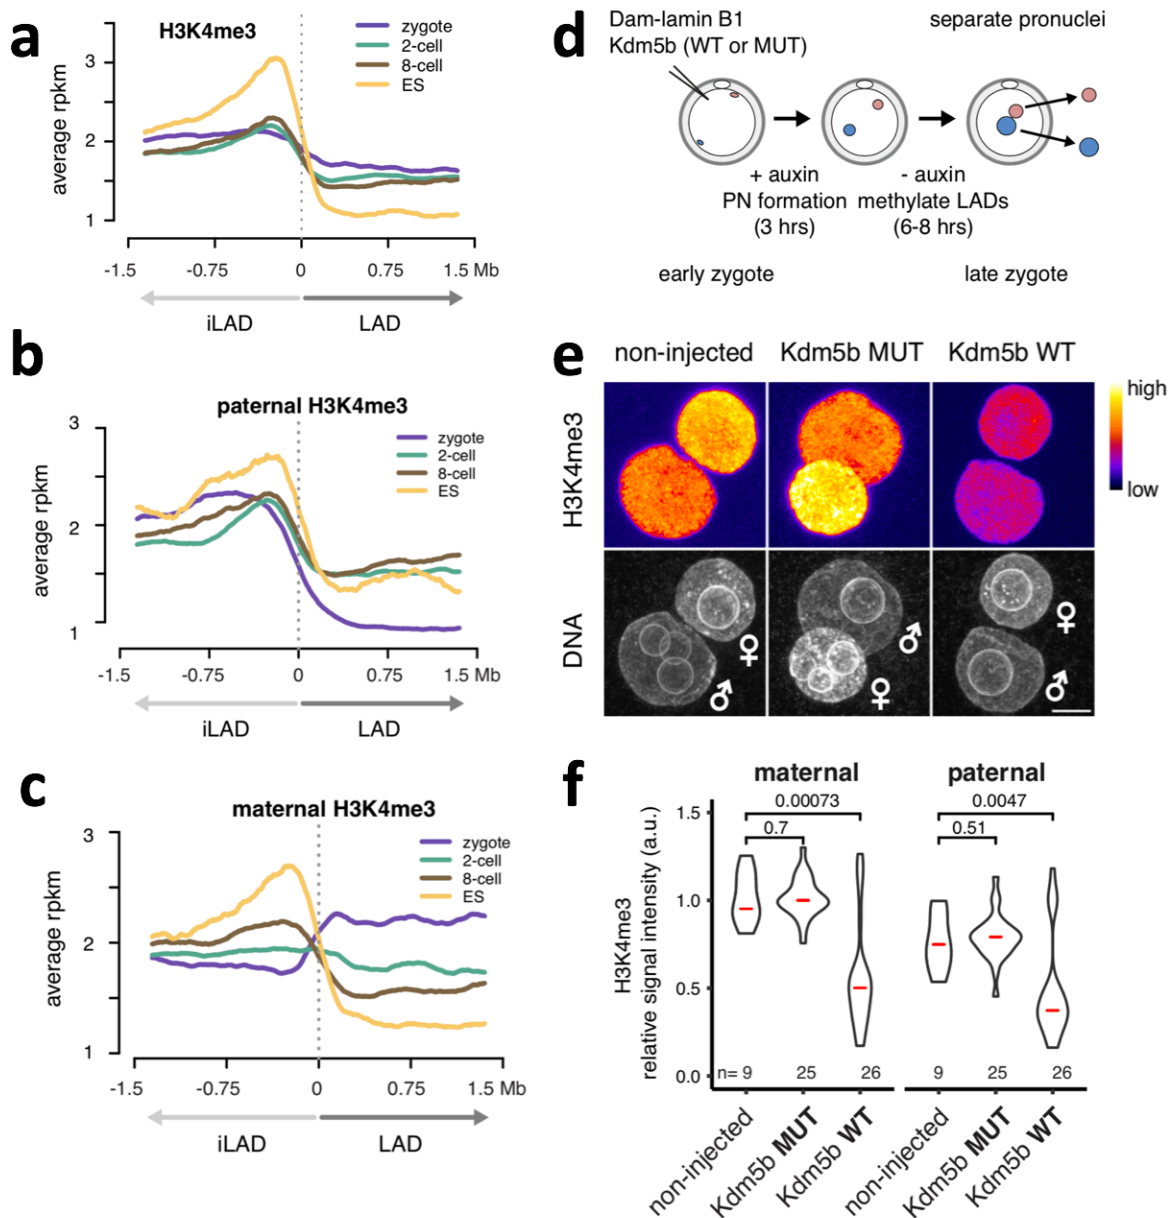 a
H3K4me3
zygote
2-cell
8-cell
ES
average rpkm
3
2
1
-1.5
-0.75
0
0.75
1.5 Mb
iLAD
LAD
b
paternal H3K4me3
zygote
2-cell
8-cell
ES
average rpkm
3
2
1
-1.5
-0.75
0
0.75
1.5 Mb
iLAD
LAD
c
maternal H3K4me3
zygote
2-cell
8-cell
ES
average rpkm
3
2
1
-1.5
-0.75
0
0.75
1.5 Mb
iLAD
LAD
d
Dam-lamin B1
Kdm5b (WT or MUT)
separate pronuclei
+ auxin
PN formation
(3 hrs)
- auxin
methylate LADs
(6-8 hrs)
early zygote
late zygote
e
non-injected
Kdm5b MUT
Kdm5b WT
H3K4me3
high
low
DNA
♀
♂
♂
♀
♀
♂
f
maternal
paternal
H3K4me3
relative signal intensity (a.u.)
1.5
1.0
0.5
0.0
0.00073
0.7
0.0047
0.51
n= 9
25
26
9
25
26
non-injected
Kdm5b MUT
Kdm5b WT
non-injected
Kdm5b MUT
Kdm5b WT